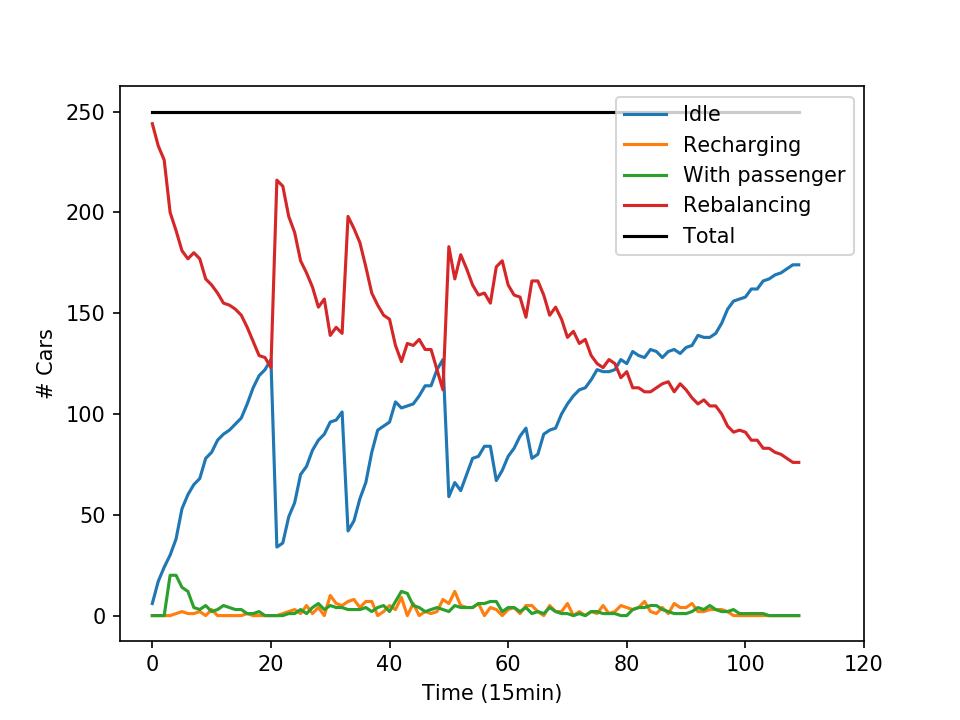 250
200
150
100
50
0
# Cars
0 20 40 60 80 100 120
Time (15min)
Idle
Recharging
With passenger
Rebalancing
Total